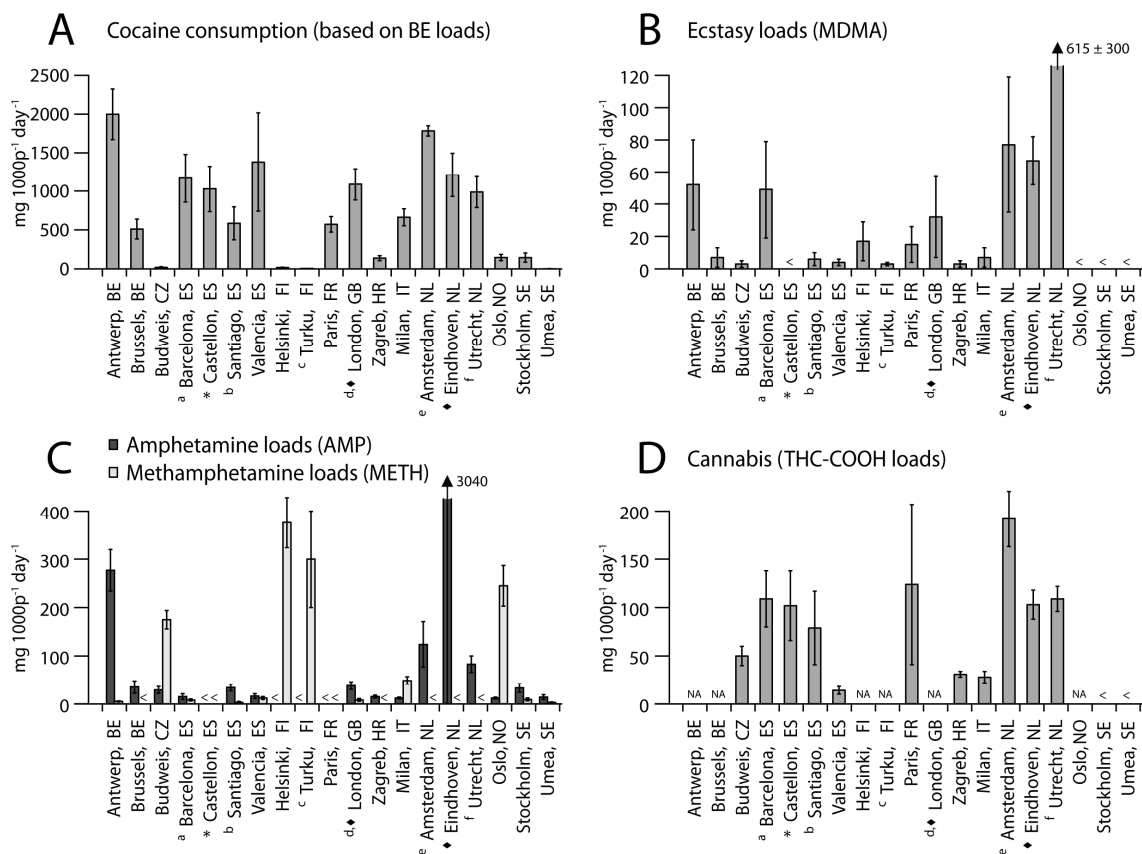 A Cocaine consumption (based on BE loads)
mg 1000p⁻¹ day⁻¹
2500
2000
1500
1000
500
0
Antwerp, BE
Brussels, BE
Budweis, CZ
a Barcelona, ES
* Castellon, ES
b Santiago, ES
Valencia, ES
Helsinki, FI
c Turku, FI
Paris, FR
d,♦ London, GB
Zagreb, HR
Milan, IT
e Amsterdam, NL
♦ Eindhoven, NL
f Utrecht, NL
Oslo,NO
Stockholm, SE
Umea, SE
B Ecstasy loads (MDMA)
615 ± 300
mg 1000p⁻¹ day⁻¹
120
100
80
60
40
20
0
< < < <
Antwerp, BE
Brussels, BE
Budweis, CZ
a Barcelona, ES
* Castellon, ES
b Santiago, ES
Valencia, ES
Helsinki, FI
c Turku, FI
Paris, FR
d,♦ London, GB
Zagreb, HR
Milan, IT
e Amsterdam, NL
♦ Eindhoven, NL
f Utrecht, NL
Oslo,NO
Stockholm, SE
Umea, SE
C Amphetamine loads (AMP)
Methamphetamine loads (METH)
3040
mg 1000p⁻¹ day⁻¹
400
300
200
100
0
< < < < < < < < < < <
Antwerp, BE
Brussels, BE
Budweis, CZ
a Barcelona, ES
* Castellon, ES
b Santiago, ES
Valencia, ES
Helsinki, FI
c Turku, FI
Paris, FR
d,♦ London, GB
Zagreb, HR
Milan, IT
e Amsterdam, NL
♦ Eindhoven, NL
f Utrecht, NL
Oslo,NO
Stockholm, SE
Umea, SE
D Cannabis (THC-COOH loads)
mg 1000p⁻¹ day⁻¹
200
150
100
50
0
NA NA NA NA NA NA < <
Antwerp, BE
Brussels, BE
Budweis, CZ
a Barcelona, ES
* Castellon, ES
b Santiago, ES
Valencia, ES
Helsinki, FI
c Turku, FI
Paris, FR
d,♦ London, GB
Zagreb, HR
Milan, IT
e Amsterdam, NL
♦ Eindhoven, NL
f Utrecht, NL
Oslo,NO
Stockholm, SE
Umea, SE